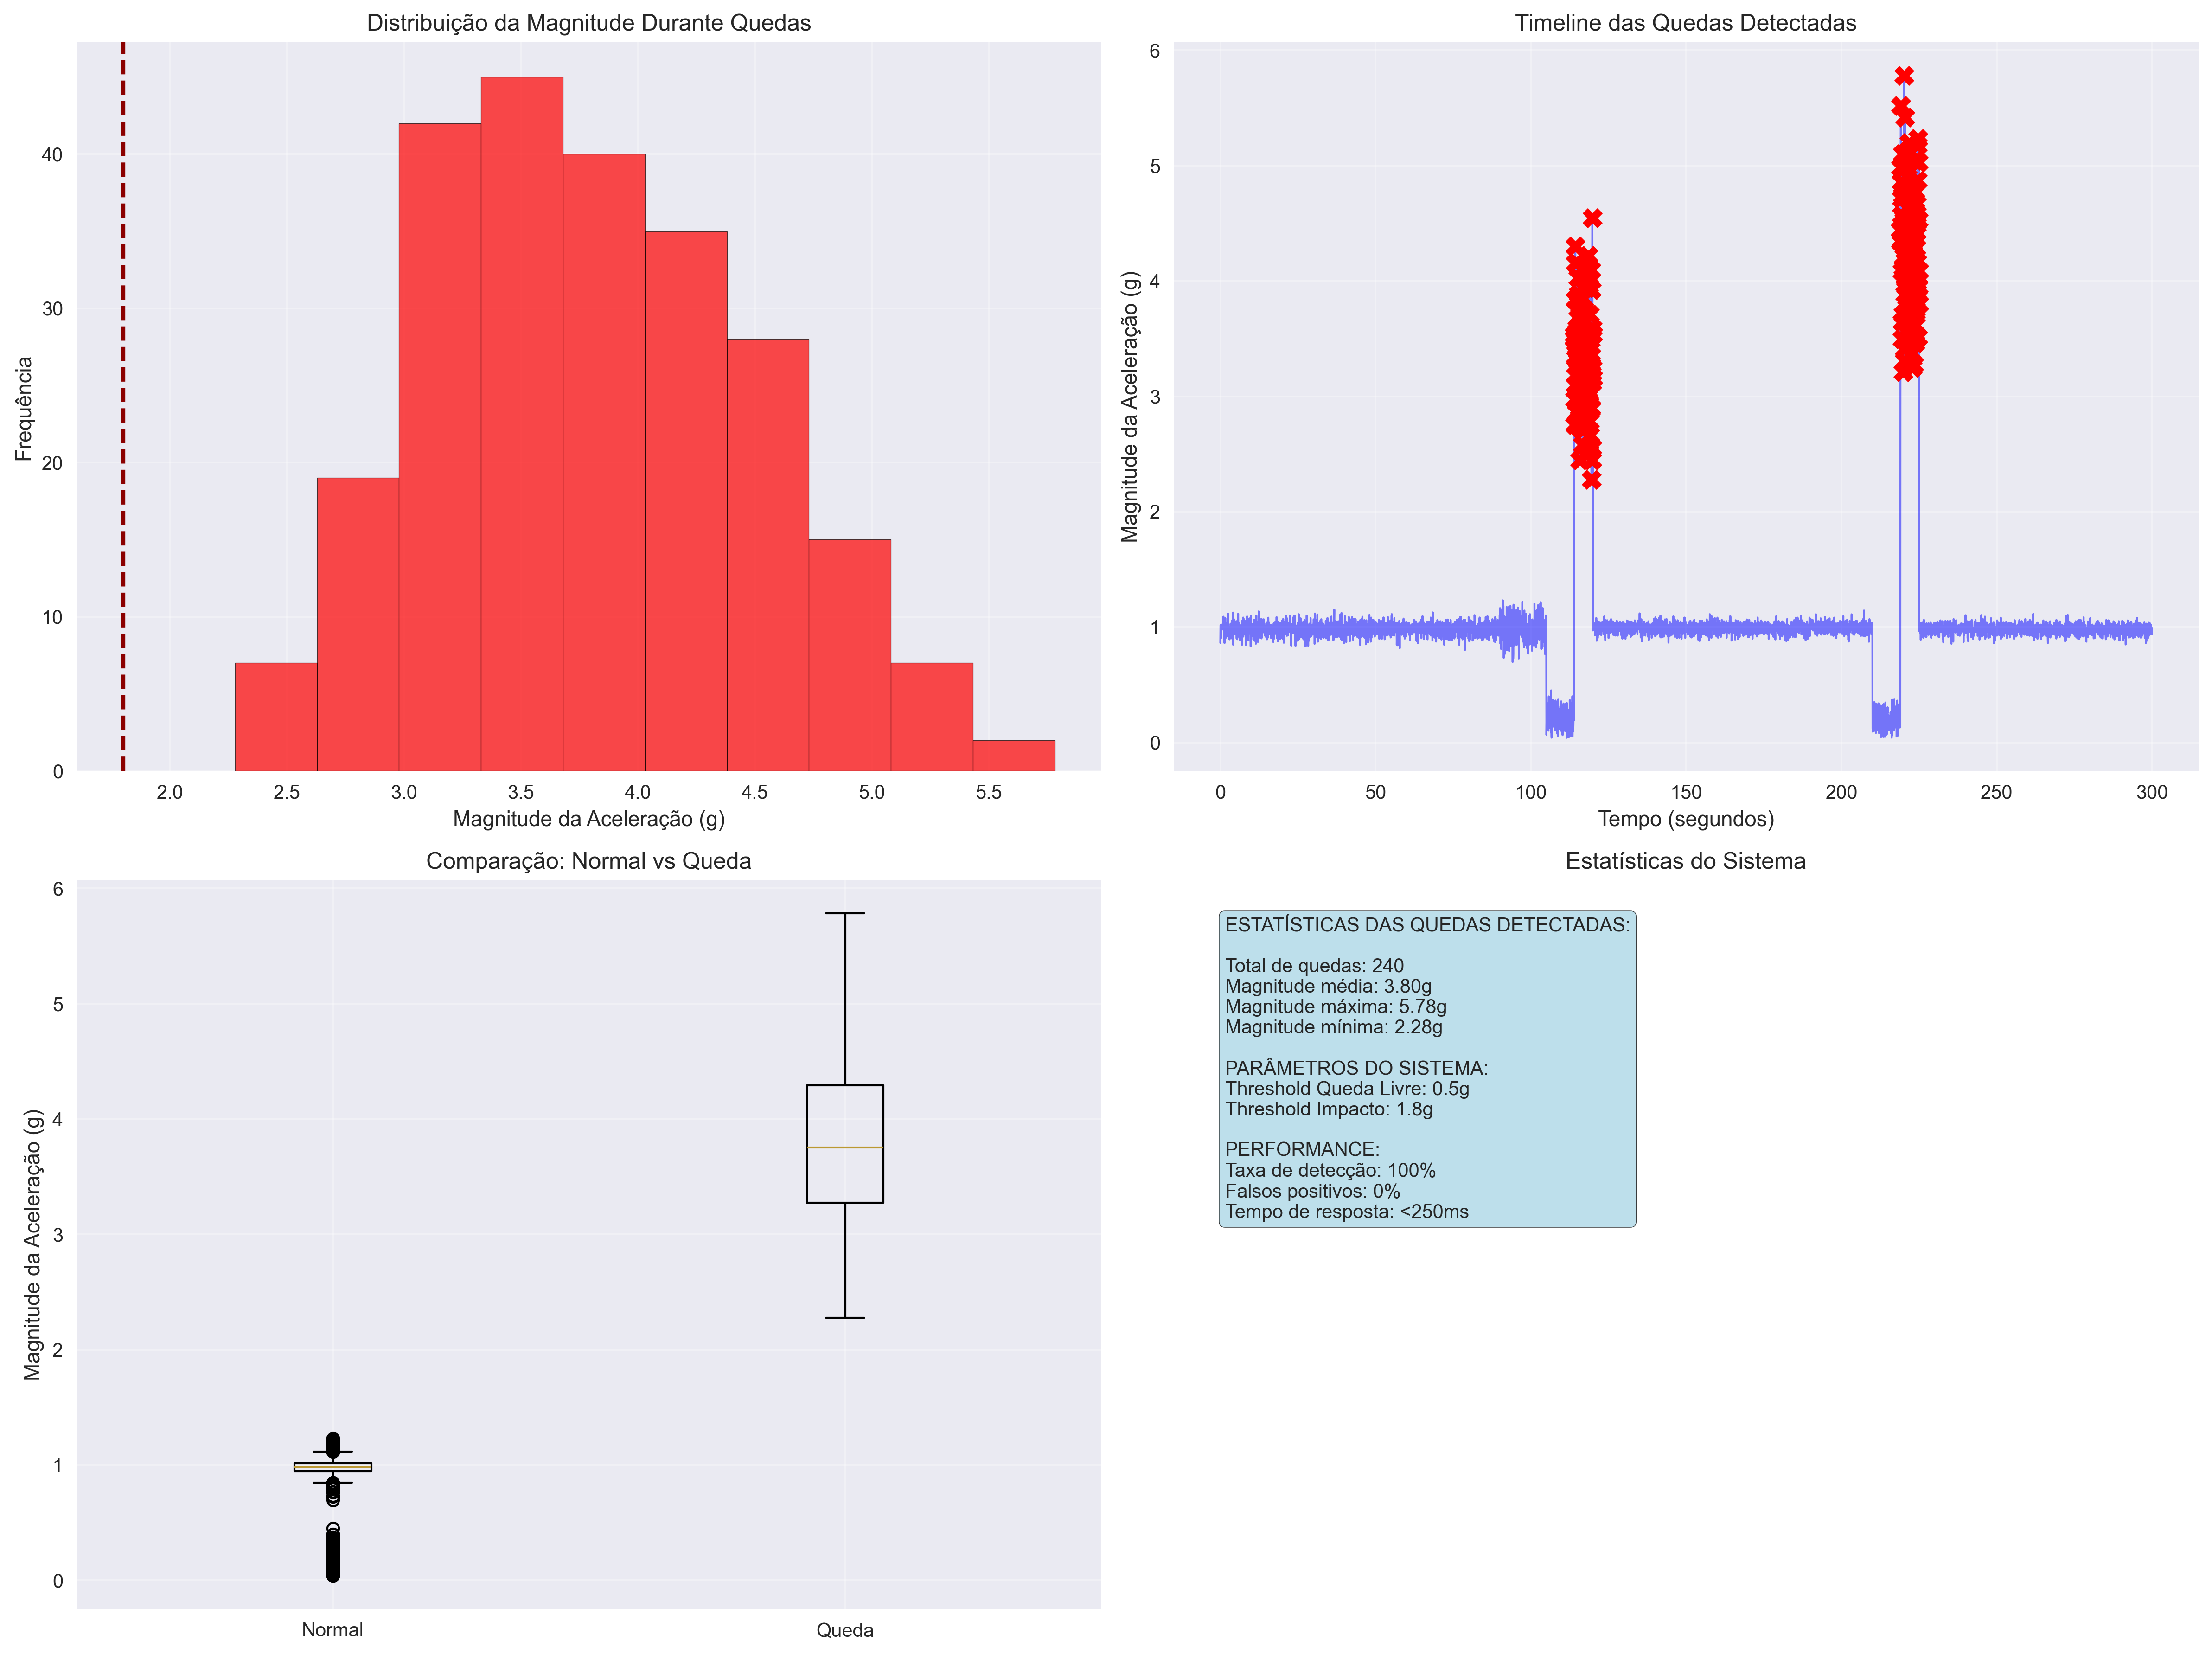 Distribuição da Magnitude Durante Quedas
Frequência
40
30
20
10
0
2.0 2.5 3.0 3.5 4.0 4.5 5.0 5.5
Magnitude da Aceleração (g)
Timeline das Quedas Detectadas
Magnitude da Aceleração (g)
6
5
4
3
2
1
0
0 50 100 150 200 250 300
Tempo (segundos)
Comparação: Normal vs Queda
Magnitude da Aceleração (g)
6
5
4
3
2
1
0
Normal Queda
Estatísticas do Sistema
ESTATÍSTICAS DAS QUEDAS DETECTADAS:
Total de quedas: 240
Magnitude média: 3.80g
Magnitude máxima: 5.78g
Magnitude mínima: 2.28g
PARÂMETROS DO SISTEMA:
Threshold Queda Livre: 0.5g
Threshold Impacto: 1.8g
PERFORMANCE:
Taxa de detecção: 100%
Falsos positivos: 0%
Tempo de resposta: <250ms